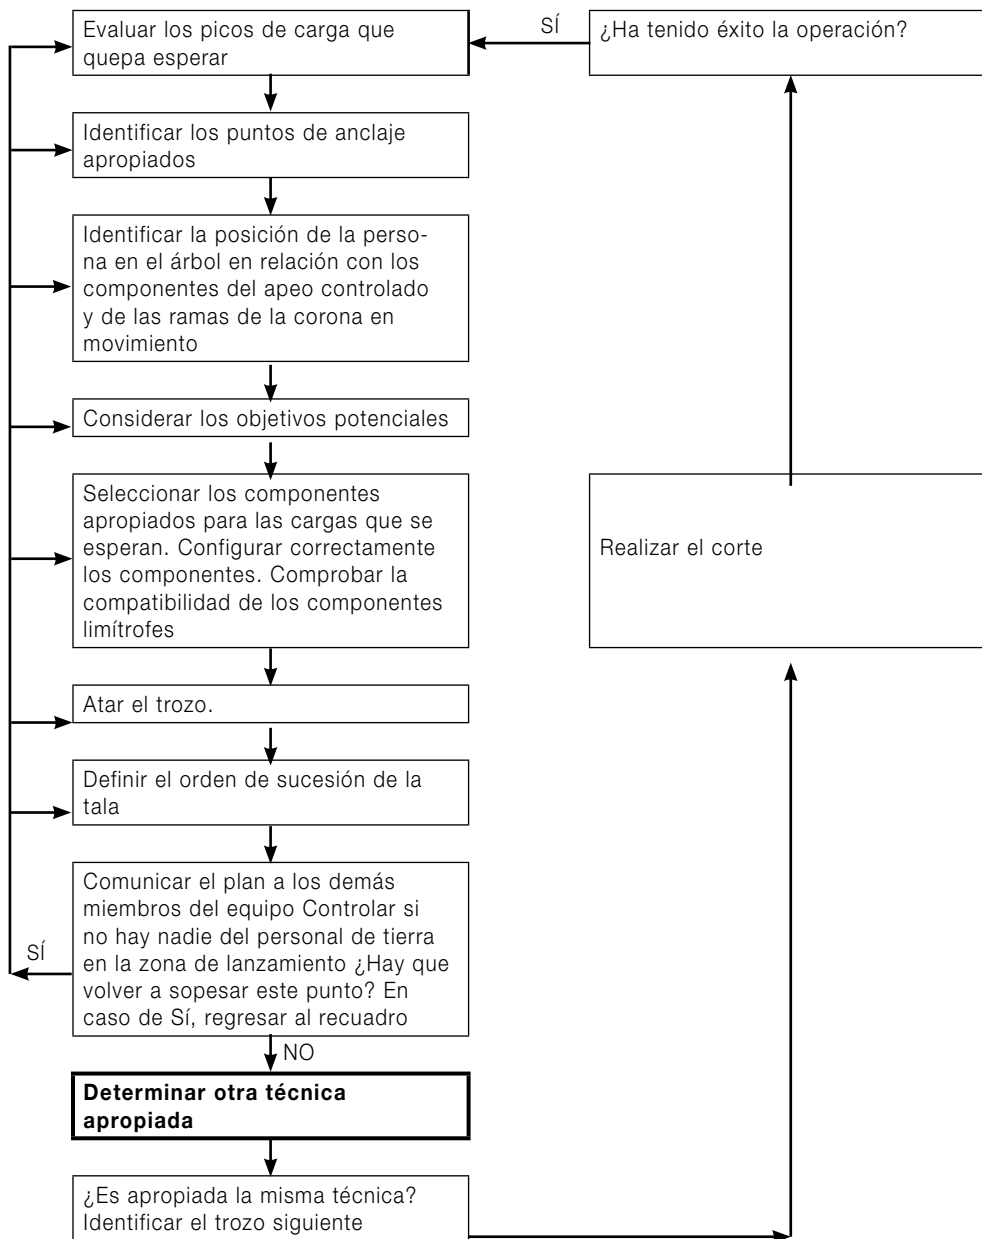 Evaluar los picos de carga que
quepa esperar
SÍ
¿Ha tenido éxito la operación?
Identificar los puntos de anclaje
apropiados
Identificar la posición de la perso-
na en el árbol en relación con los
componentes del apeo controlado
y de las ramas de la corona en
movimiento
Considerar los objetivos potenciales
Seleccionar los componentes
apropiados para las cargas que se
esperan. Configurar correctamente
los componentes. Comprobar la
compatibilidad de los componentes
limítrofes
Realizar el corte
Atar el trozo.
Definir el orden de sucesión de la
tala
Comunicar el plan a los demás
miembros del equipo Controlar si
no hay nadie del personal de tierra
en la zona de lanzamiento ¿Hay que
volver a sopesar este punto? En
caso de Sí, regresar al recuadro
SÍ
NO
Determinar otra técnica
apropiada
¿Es apropiada la misma técnica?
Identificar el trozo siguiente